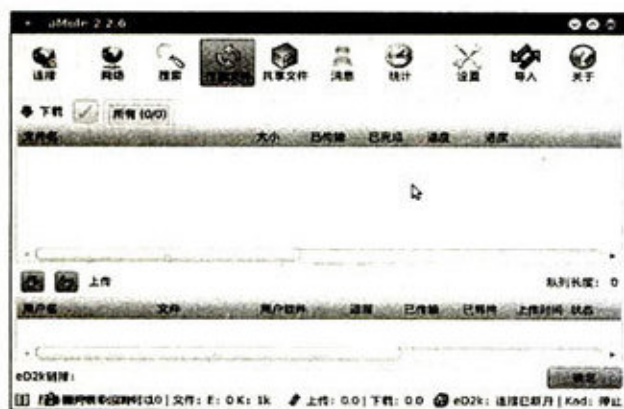 aMule 2.2.6
连接 网络 搜索 共享文件 消息 统计 设置 导入 关于
下载 所有 (0/0)
文件名 大小 已传输 已完成 速度 进度
上传 队列长度: 0
用户名 文件 用户软件 速度 已传输 上传时间 状态
eD2k链接:
确定
文件: E: 0 K: 1k 上传: 0.0 | 下载: 0.0 eD2k: 连接已断开 | Kad: 停止